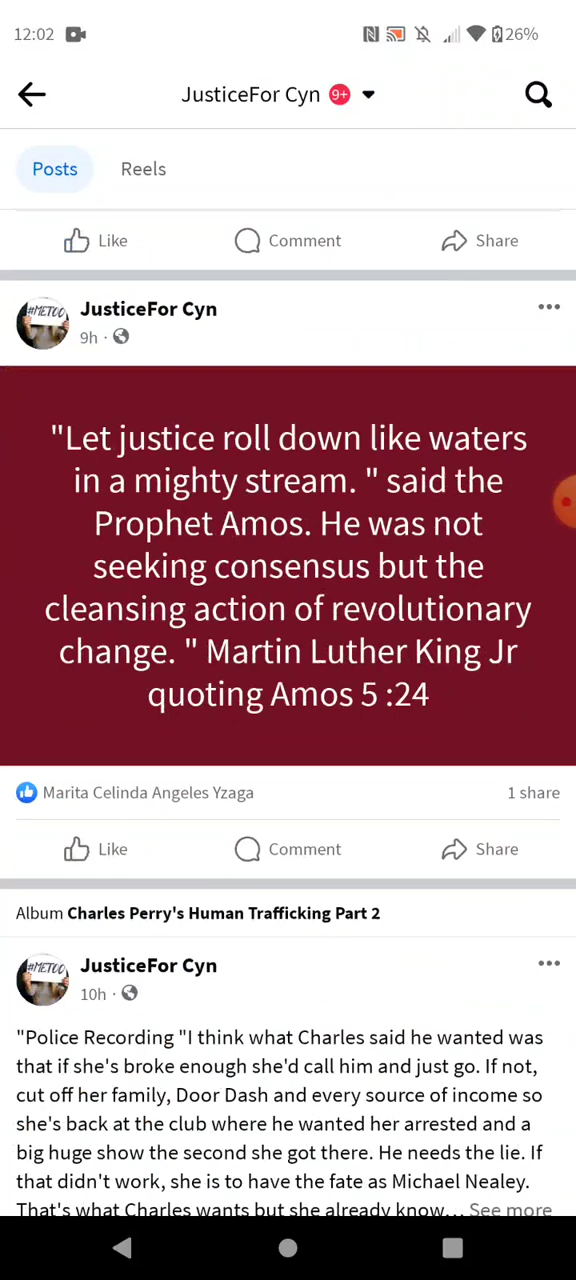 12:02
26%
JusticeFor Cyn 9+
Posts Reels
Like Comment Share
#METOO
JusticeFor Cyn
9h ·
"Let justice roll down like waters
in a mighty stream. " said the
Prophet Amos. He was not
seeking consensus but the
cleansing action of revolutionary
change. " Martin Luther King Jr
quoting Amos 5 :24
Marita Celinda Angeles Yzaga 1 share
Like Comment Share
Album Charles Perry's Human Trafficking Part 2
#METOO
JusticeFor Cyn
10h ·
"Police Recording "I think what Charles said he wanted was
that if she's broke enough she'd call him and just go. If not,
cut off her family, Door Dash and every source of income so
she's back at the club where he wanted her arrested and a
big huge show the second she got there. He needs the lie. If
that didn't work, she is to have the fate as Michael Nealey.
That's what Charles wants but she already know… See more